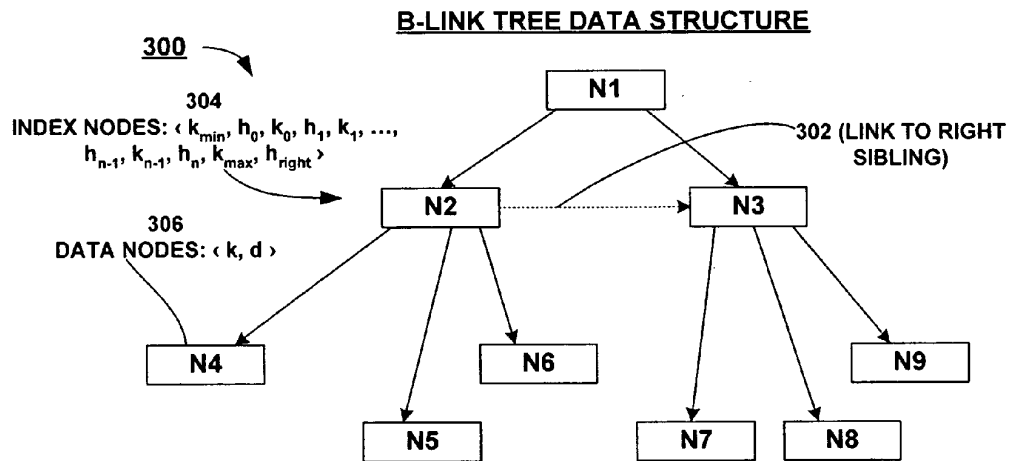 B-LINK TREE DATA STRUCTURE
300
304
INDEX NODES: ‹ kmin, h0, k0, h1, k1, ...,
hn-1, kn-1, hn, kmax, hright ›
N1
302 (LINK TO RIGHT
SIBLING)
N2
N3
306
DATA NODES: ‹ k, d ›
N4
N6
N9
N5
N7
N8